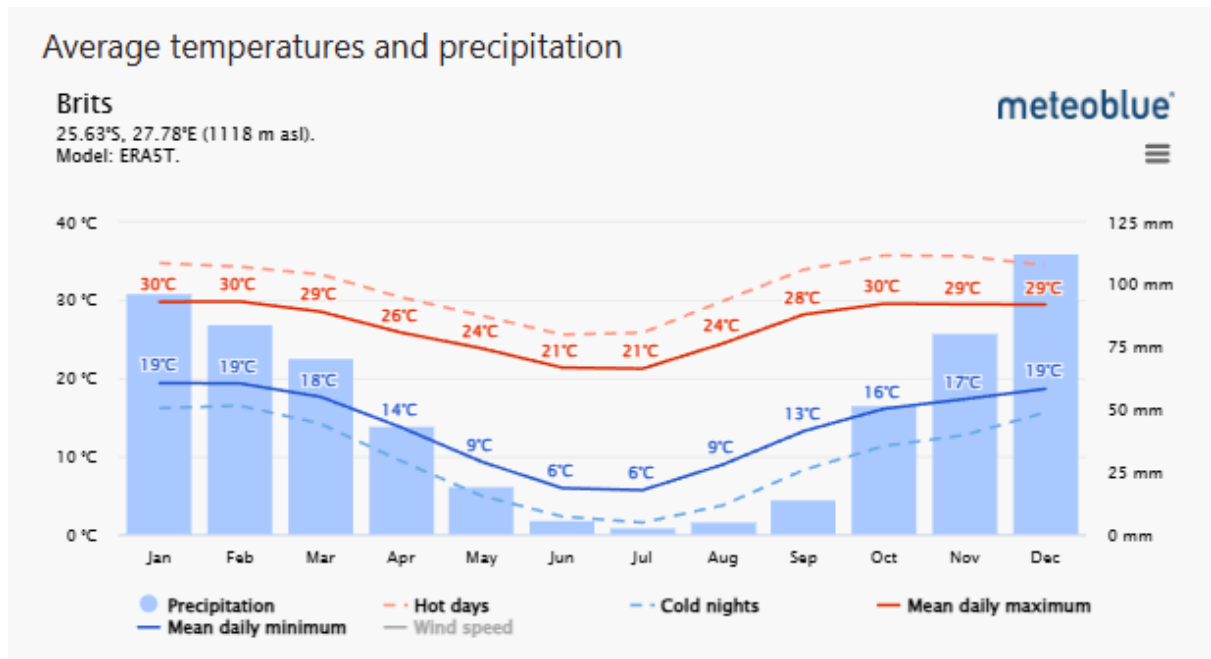 Average temperatures and precipitation
Brits
meteoblue®
25.63°S, 27.78°E (1118 m asl).
Model: ERA5T.
40 °C
125 mm
30°C 30°C 29°C 26°C 24°C 21°C 21°C 24°C 28°C 30°C 29°C 29°C
30 °C
100 mm
75 mm
19°C 19°C 18°C 14°C 9°C 6°C 6°C 9°C 13°C 16°C 17°C 19°C
20 °C
50 mm
10 °C
25 mm
0 °C
0 mm
Jan Feb Mar Apr May Jun Jul Aug Sep Oct Nov Dec
Precipitation Hot days Cold nights Mean daily maximum
Mean daily minimum Wind speed